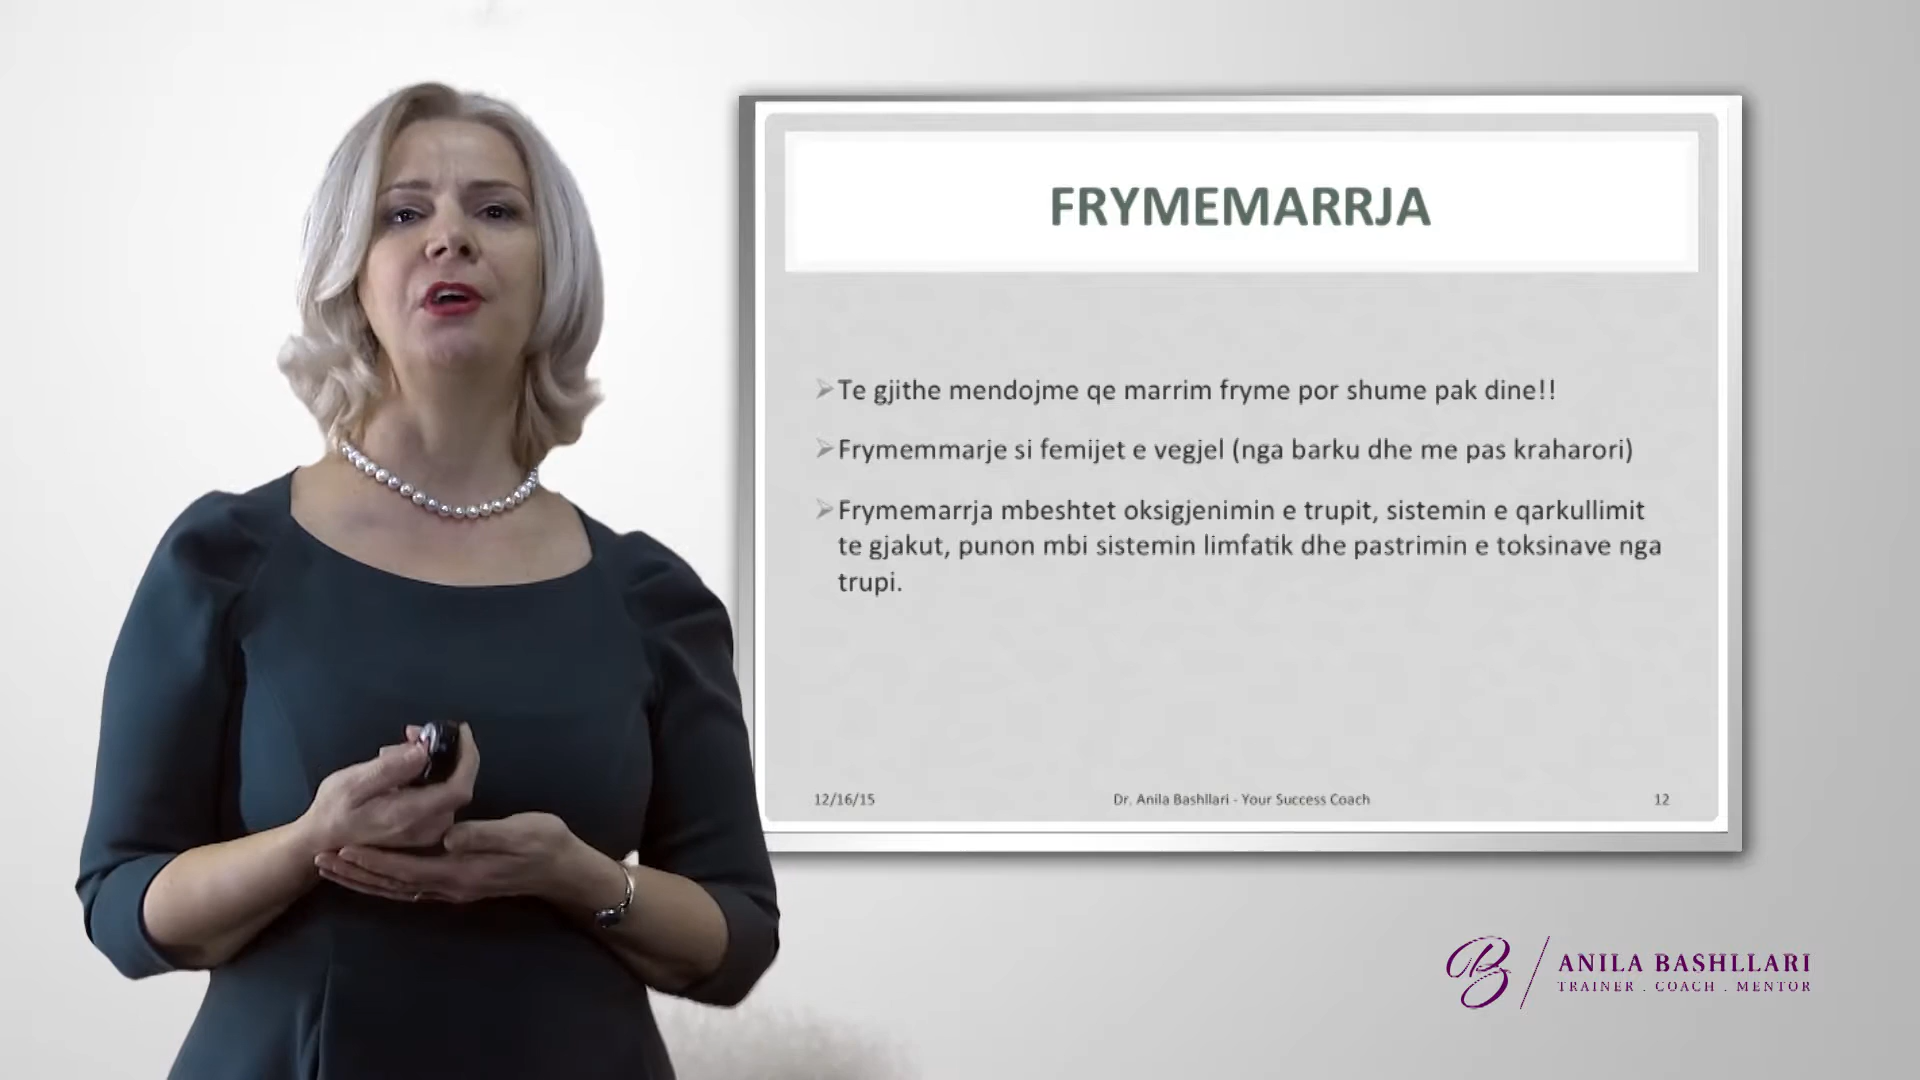 FRYMEMARRJA
Te gjithe mendojme qe marrim fryme por shume pak dine!!
Frymemmarje si femijet e vegjel (nga barku dhe me pas kraharori)
Frymemarrja mbeshtet oksigjenimin e trupit, sistemin e qarkullimit
te gjakut, punon mbi sistemin limfatik dhe pastrimin e toksinave nga
trupi.
12/16/15
Dr. Anila Bashllari - Your Success Coach
12
B
ANILA BASHLLARI
TRAINER . COACH . MENTOR